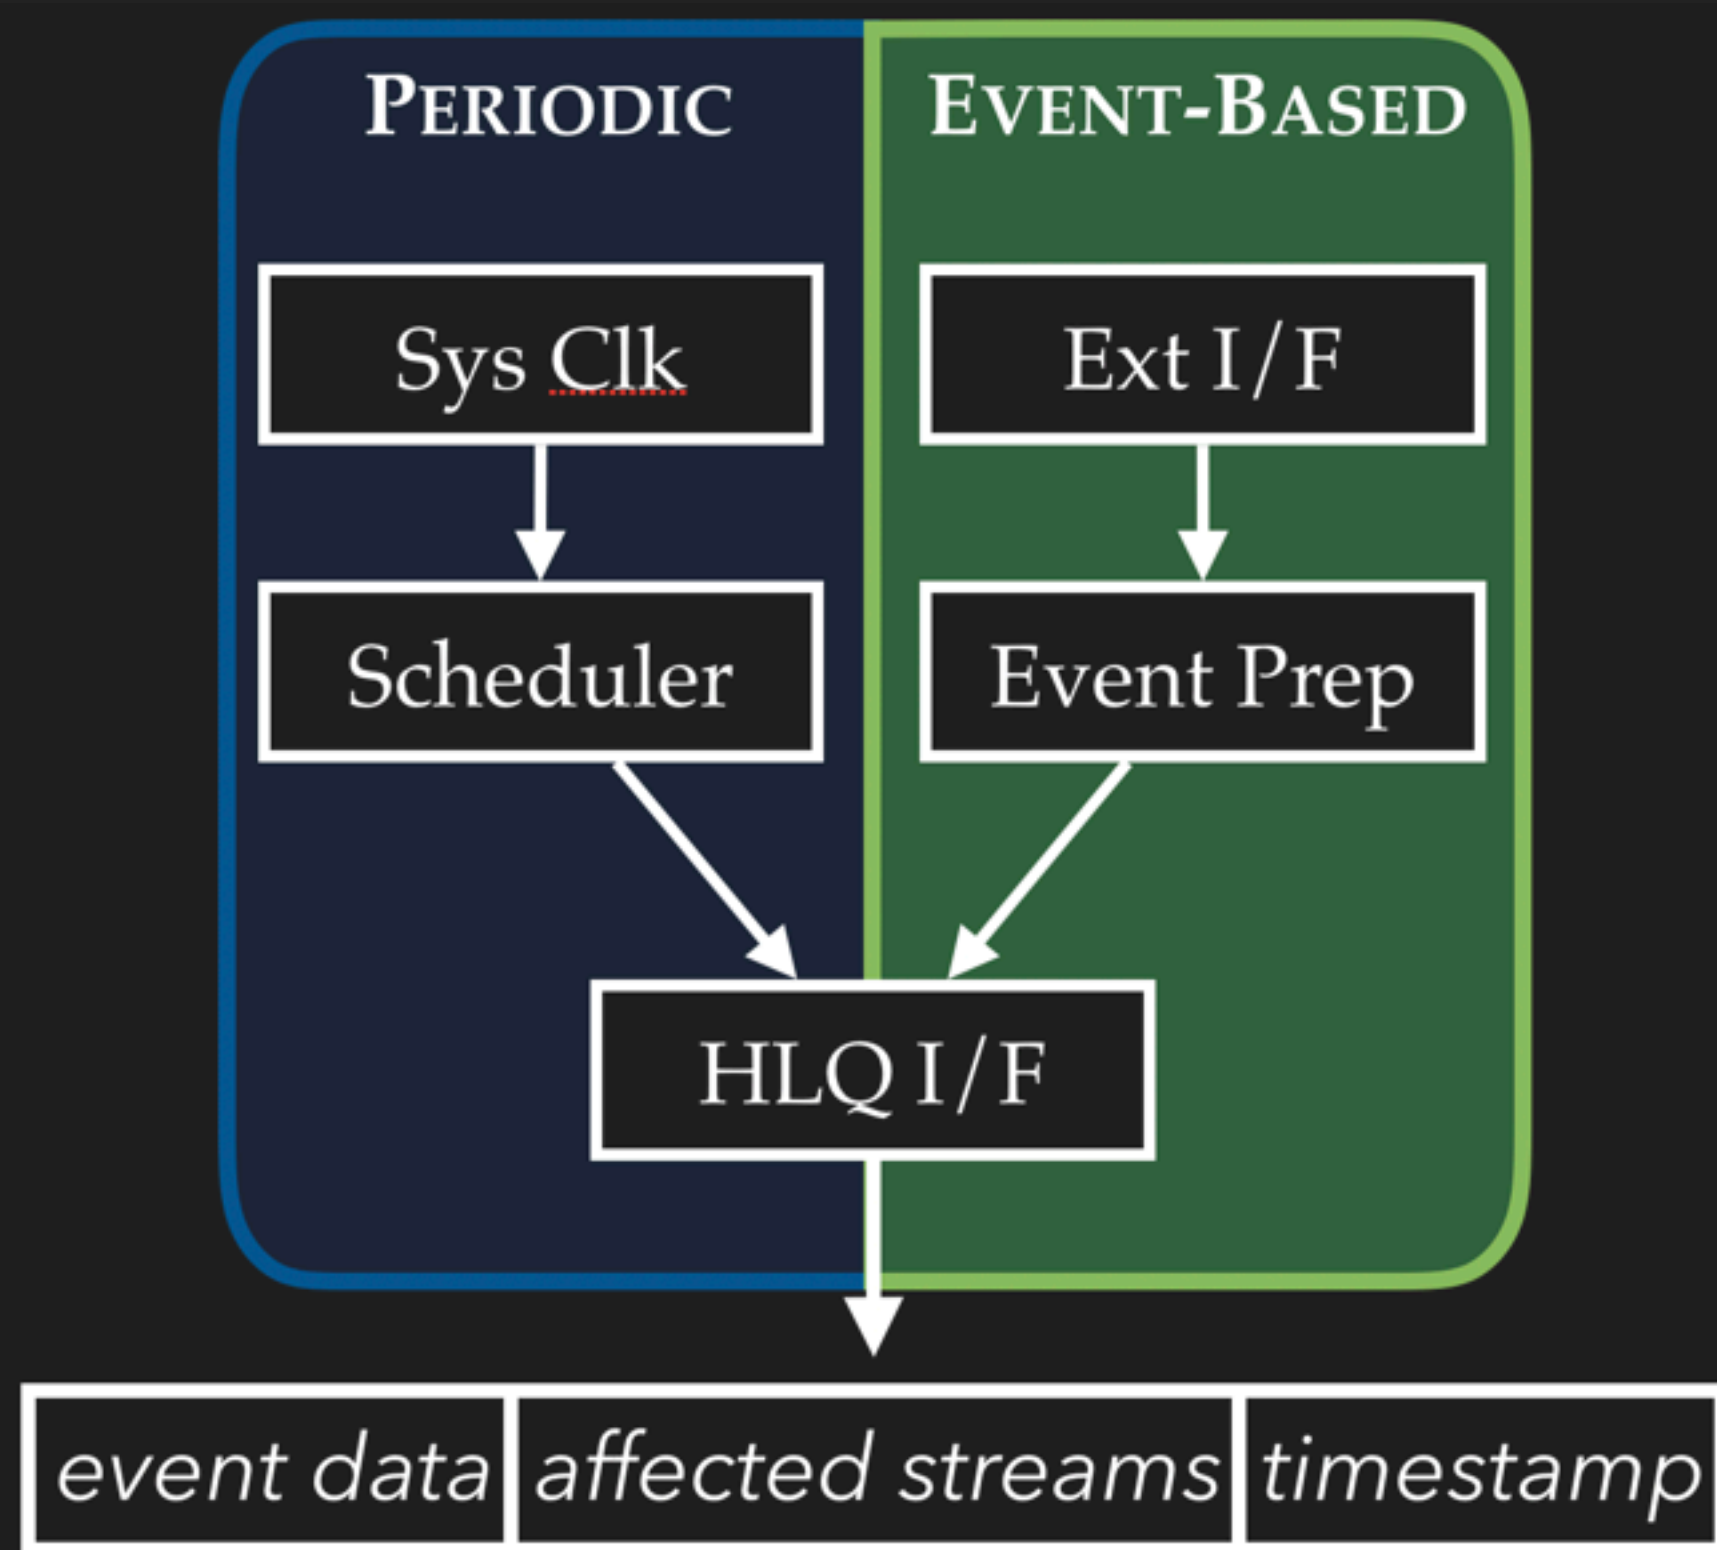 PERIODIC
EVENT-BASED
Sys Clk
Ext I/F
Scheduler
Event Prep
HLQ I/F
event data
affected streams
timestamp